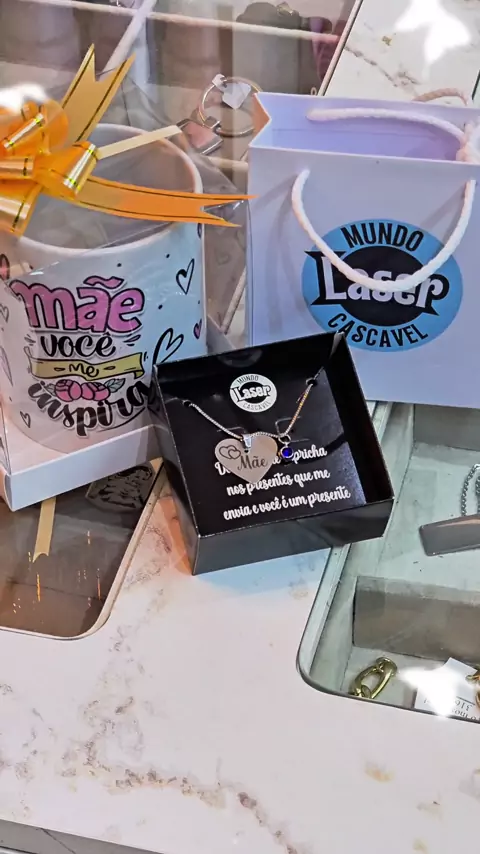 mãe
você
me
inspira
MUNDO
Laser
CASCAVEL
MUNDO
Laser
CASCAVEL
Mãe
capricha
nos presentes que me
envia e você é um presente